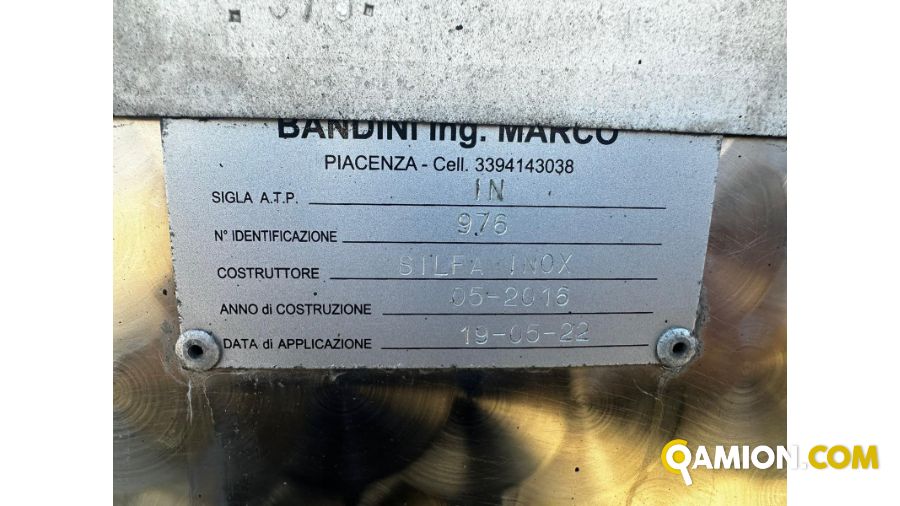 BANDINI Ing. MARCO
PIACENZA - Cell. 3394143038
SIGLA A.T.P. IN
N° IDENTIFICAZIONE 976
COSTRUTTORE SILFA INOX
ANNO di COSTRUZIONE 05-2016
DATA di APPLICAZIONE 19-05-22
QAMION.COM